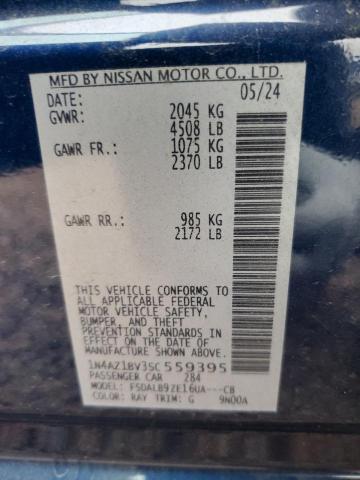 MFD BY NISSAN MOTOR CO., LTD.
DATE: 05/24
GVWR: 2045 KG
4508 LB
GAWR FR.: 1075 KG
2370 LB
GAWR RR.: 985 KG
2172 LB
THIS VEHICLE CONFORMS TO
ALL APPLICABLE FEDERAL
MOTOR VEHICLE SAFETY,
BUMPER, AND THEFT
PREVENTION STANDARDS IN
EFFECT ON THE DATE OF
MANUFACTURE SHOWN ABOVE.
1N4AZ1BV3SC559395
PASSENGER CAR 284
MODEL: FSDALB9ZE16UA---CB
COLOR: RAY TRIM: G 9N00A